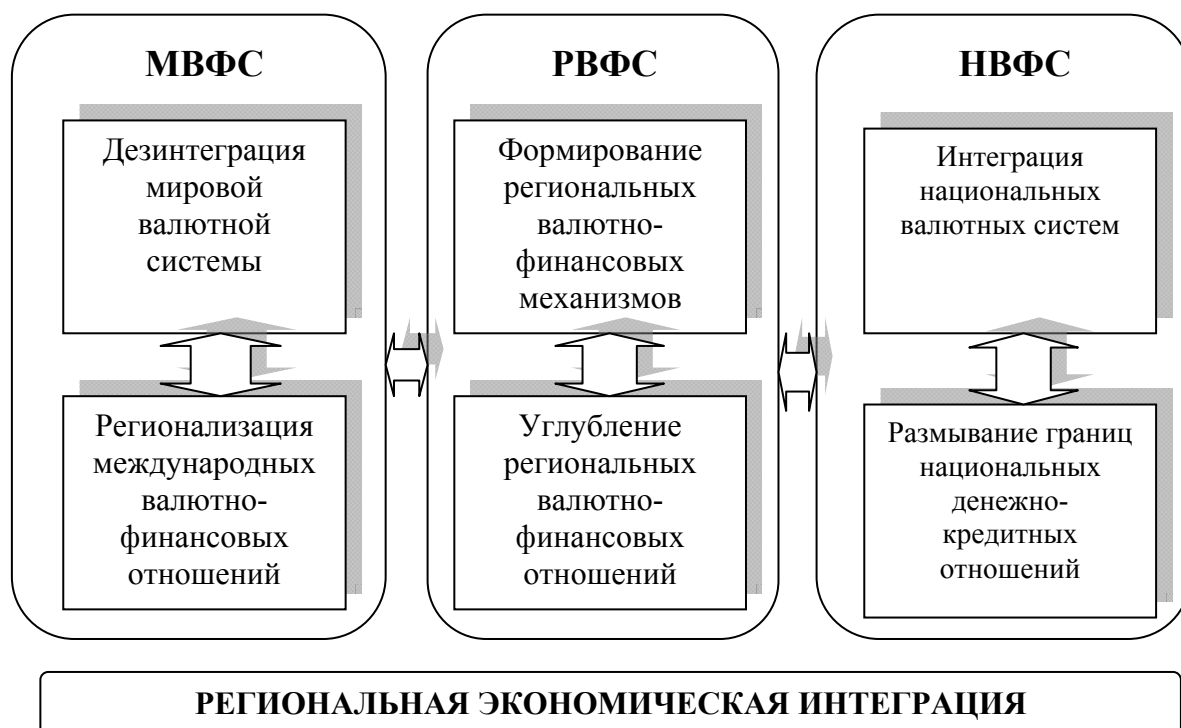 МВФС
Дезинтеграция
мировой
валютной
системы
Регионализация
международных
валютно-
финансовых
отношений
РВФС
Формирование
региональных
валютно-
финансовых
механизмов
Углубление
региональных
валютно-
финансовых
отношений
НВФС
Интеграция
национальных
валютных систем
Размывание границ
национальных
денежно-
кредитных
отношений
РЕГИОНАЛЬНАЯ ЭКОНОМИЧЕСКАЯ ИНТЕГРАЦИЯ